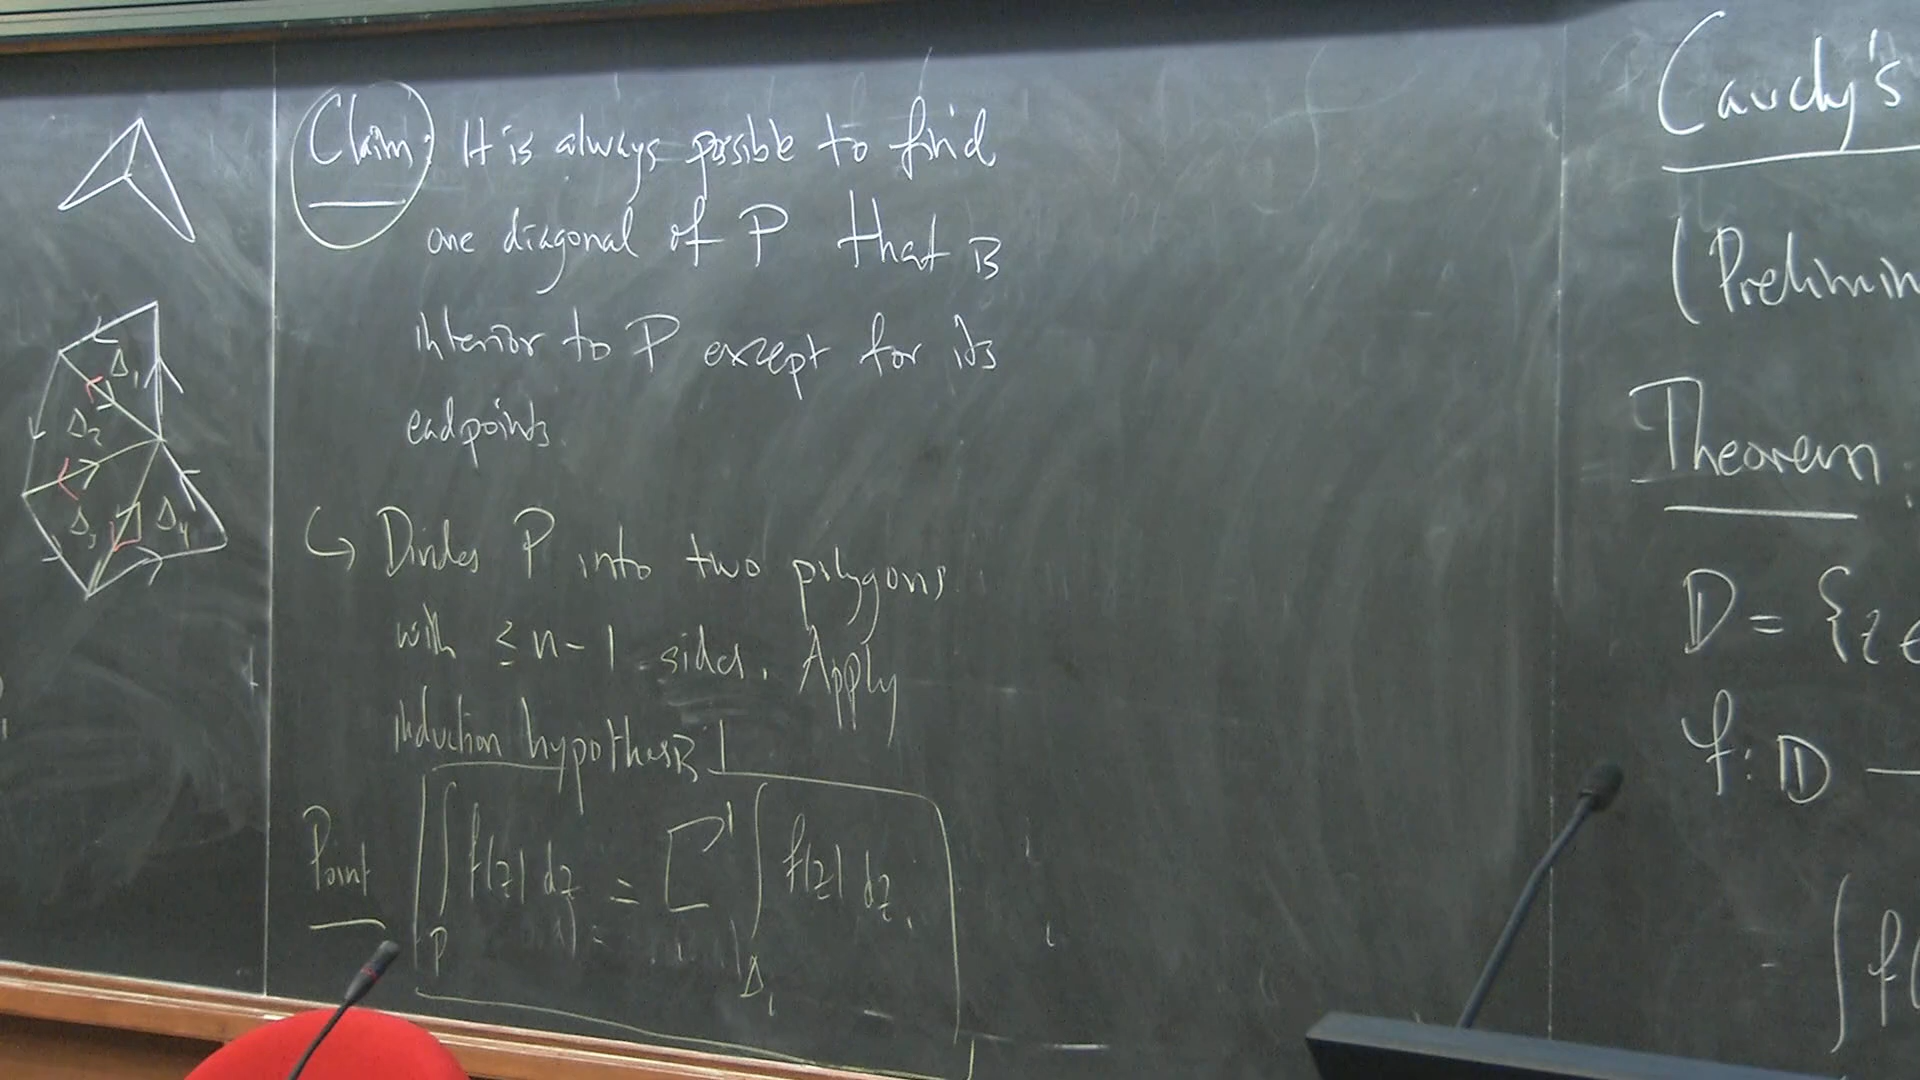 Δ₁
Δ₂
Δ₃ Δ₄
Claim: It is always possible to find
one diagonal of P that is
interior to P except for its
endpoints.
↪ Divides P into two polygons
with ≤ n-1 sides. Apply
induction hypothesis!
Point ∫_P f(z) dz = Σ ∫_{Δ_i} f(z) dz.
Cauchy's
(Prelimin
Theorem:
D = {z ∈
f: D —
∫ f(